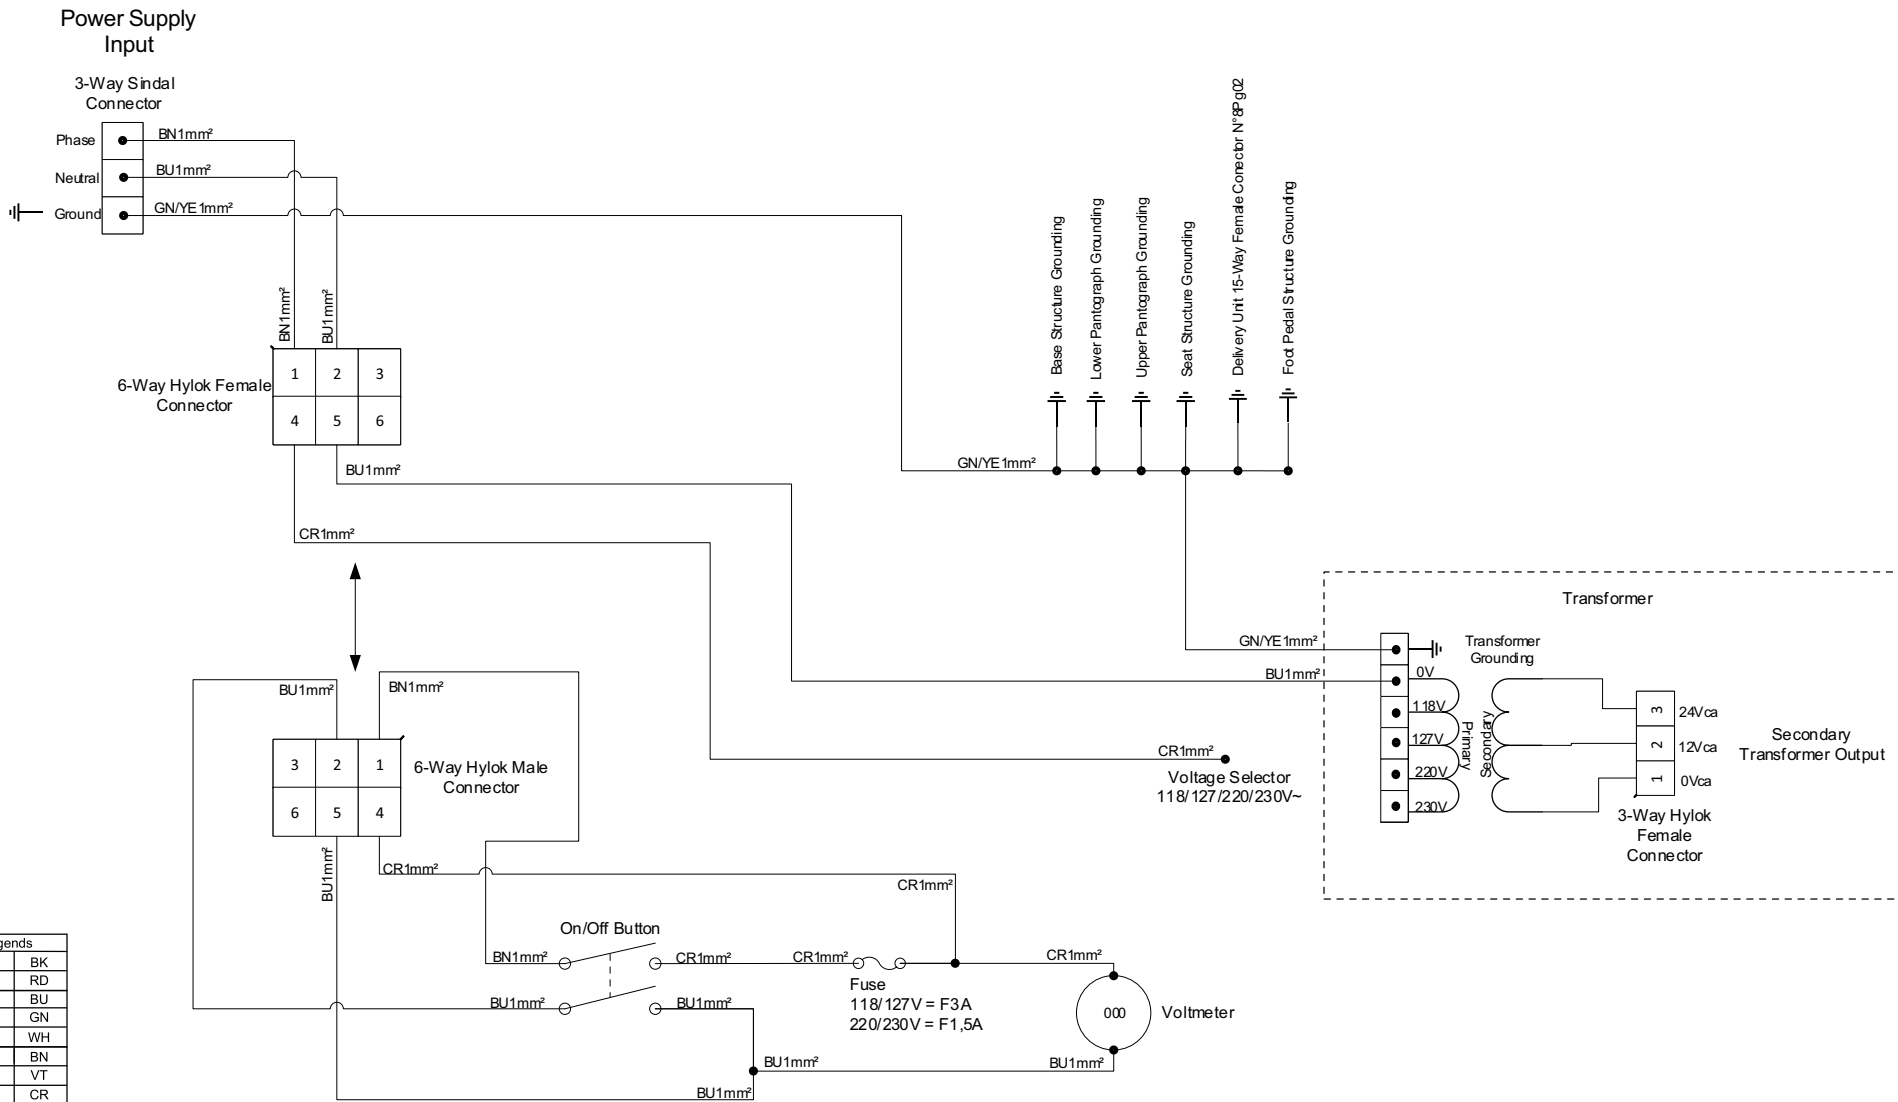 Power Supply
Input
3-Way Sindal
Connector
Phase
BN1mm²
Neutral
BU1mm²
Ground
GN/YE1mm²
BN1mm²
BU1mm²
6-Way Hylok Female
Connector
1 2 3
4 5 6
BU1mm²
CR1mm²
Base Structure Grounding
Lower Pantograph Grounding
Upper Pantograph Grounding
Seat Structure Grounding
Delivery Unit 15-Way Female Conector N°8Pg02
Foot Pedal Structure Grounding
GN/YE1mm²
Transformer
GN/YE1mm²
Transformer
Grounding
BU1mm²
0V
118V
127V
220V
230V
Primary
Secondary
3
24Vca
2
12Vca
1
0Vca
Secondary
Transformer Output
3-Way Hylok
Female
Connector
CR1mm²
Voltage Selector
118/127/220/230V~
BU1mm²
BN1mm²
3 2 1
6 5 4
6-Way Hylok Male
Connector
BU1mm²
CR1mm²
CR1mm²
On/Off Button
BN1mm²
CR1mm²
CR1mm²
CR1mm²
BU1mm²
BU1mm²
Fuse
118/127V = F3A
220/230V = F1,5A
000
Voltmeter
BU1mm²
BU1mm²
BU1mm²
gends
BK
RD
BU
GN
WH
BN
VT
CR